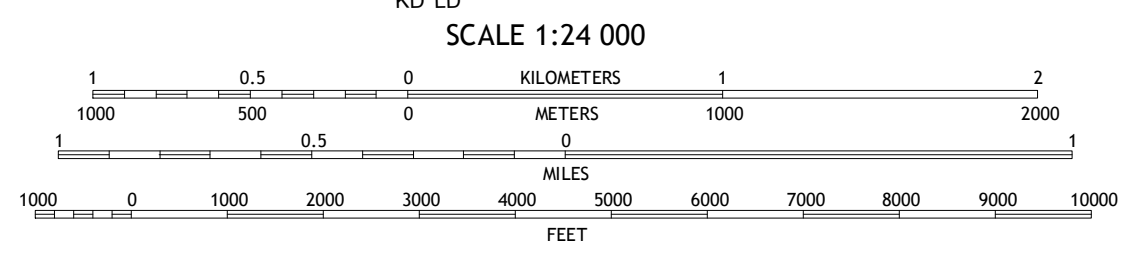 SCALE 1:24 000
1 0.5 0 KILOMETERS 1 2
1000 500 0 METERS 1000 2000
1 0.5 0 1
MILES
1000 0 1000 2000 3000 4000 5000 6000 7000 8000 9000 10000
FEET